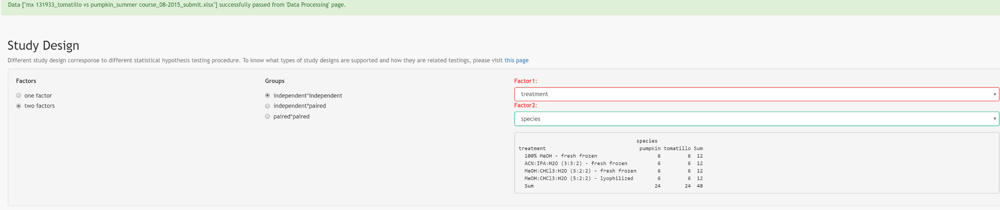 Data ["mx 131933_tomatillo vs pumpkin_summer course_08-2015_submit.xlsx"] successfully passed from 'Data Processing' page.
Study Design
Different study design corresponse to different statistical hypothesis testing procedure. To know what types of study designs are supported and how they are related testings, please visit this page
Factors
one factor
two factors
Groups
independent*independent
independent*paired
paired*paired
Factor1:
treatment
Factor2:
species
species
treatment pumpkin tomatillo Sum
100% MeOH - fresh frozen 6 6 12
ACN:IPA:H2O (3:3:2) - fresh frozen 6 6 12
MeOH:CHCl3:H2O (5:2:2) - fresh frozen 6 6 12
MeOH:CHCl3:H2O (5:2:2) - lyophilized 6 6 12
Sum 24 24 48